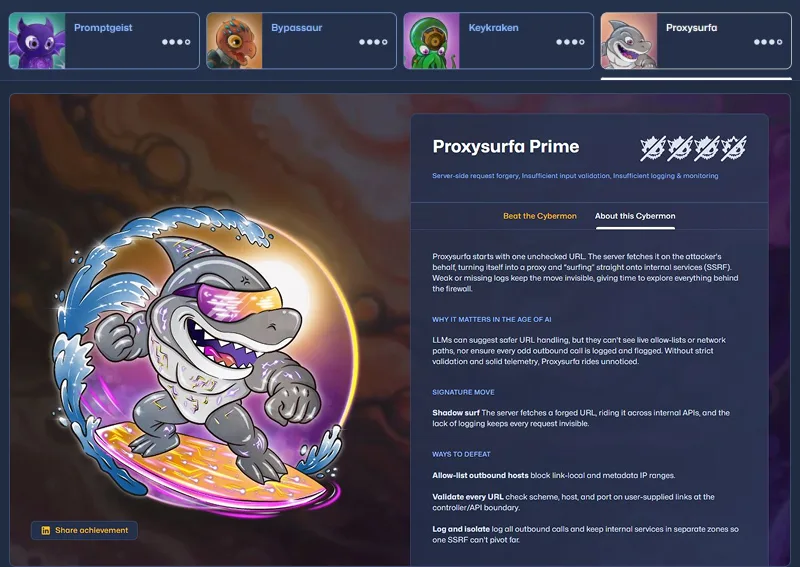 Promptgeist
Bypassaur
Keykraken
Proxysurfa
Proxysurfa Prime
Server-side request forgery, Insufficient input validation, Insufficient logging & monitoring
Beat the Cybermon
About this Cybermon
Proxysurfa starts with one unchecked URL. The server fetches it on the attacker's
behalf, turning itself into a proxy and "surfing" straight onto internal services (SSRF).
Weak or missing logs keep the move invisible, giving time to explore everything behind
the firewall.
WHY IT MATTERS IN THE AGE OF AI
LLMs can suggest safer URL handling, but they can't see live allow-lists or network
paths, nor ensure every odd outbound call is logged and flagged. Without strict
validation and solid telemetry, Proxysurfa rides unnoticed.
SIGNATURE MOVE
Shadow surf The server fetches a forged URL, riding it across internal APIs, and the
lack of logging keeps every request invisible.
WAYS TO DEFEAT
Allow-list outbound hosts block link-local and metadata IP ranges.
Validate every URL check scheme, host, and port on user-supplied links at the
controller/API boundary.
Log and isolate log all outbound calls and keep internal services in separate zones so
one SSRF can't pivot far.
in Share achievement